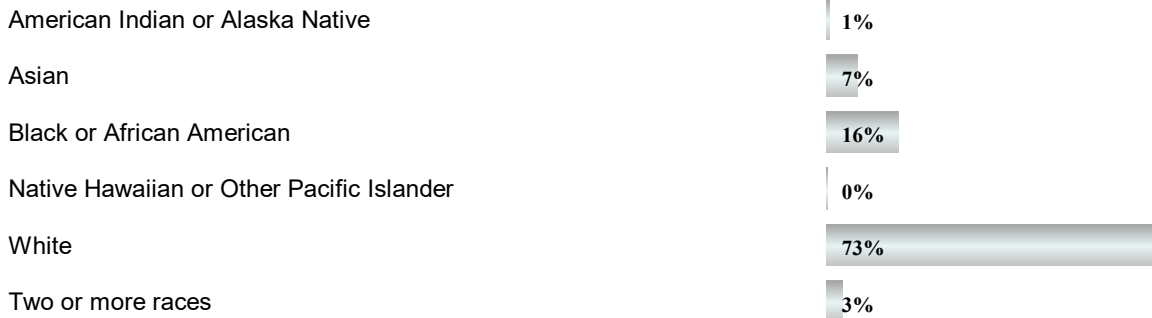 American Indian or Alaska Native 1%
Asian 7%
Black or African American 16%
Native Hawaiian or Other Pacific Islander 0%
White 73%
Two or more races 3%